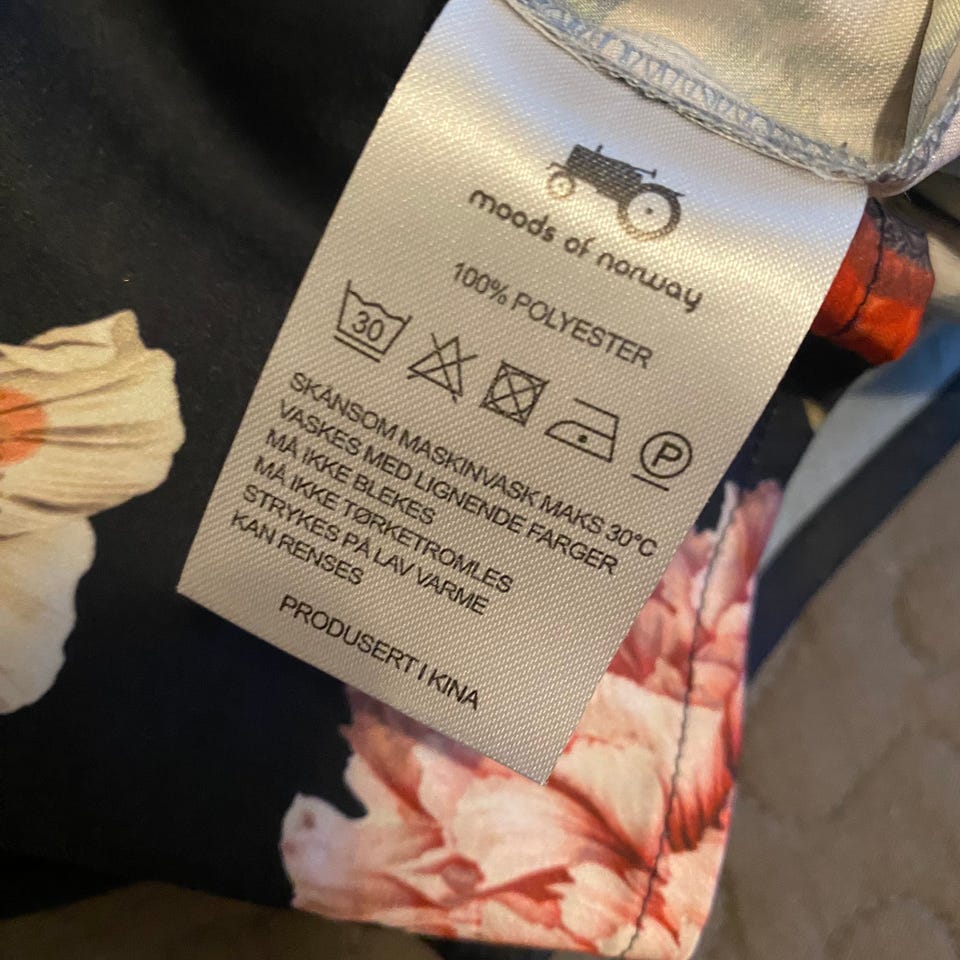 moods of norway
100% POLYESTER
30
P
SKÅNSOM MASKINVASK MAKS 30°C
VASKES MED LIGNENDE FARGER
MÅ IKKE BLEKES
MÅ IKKE TØRKETROMLES
STRYKES PÅ LAV VARME
KAN RENSES
PRODUSERT I KINA